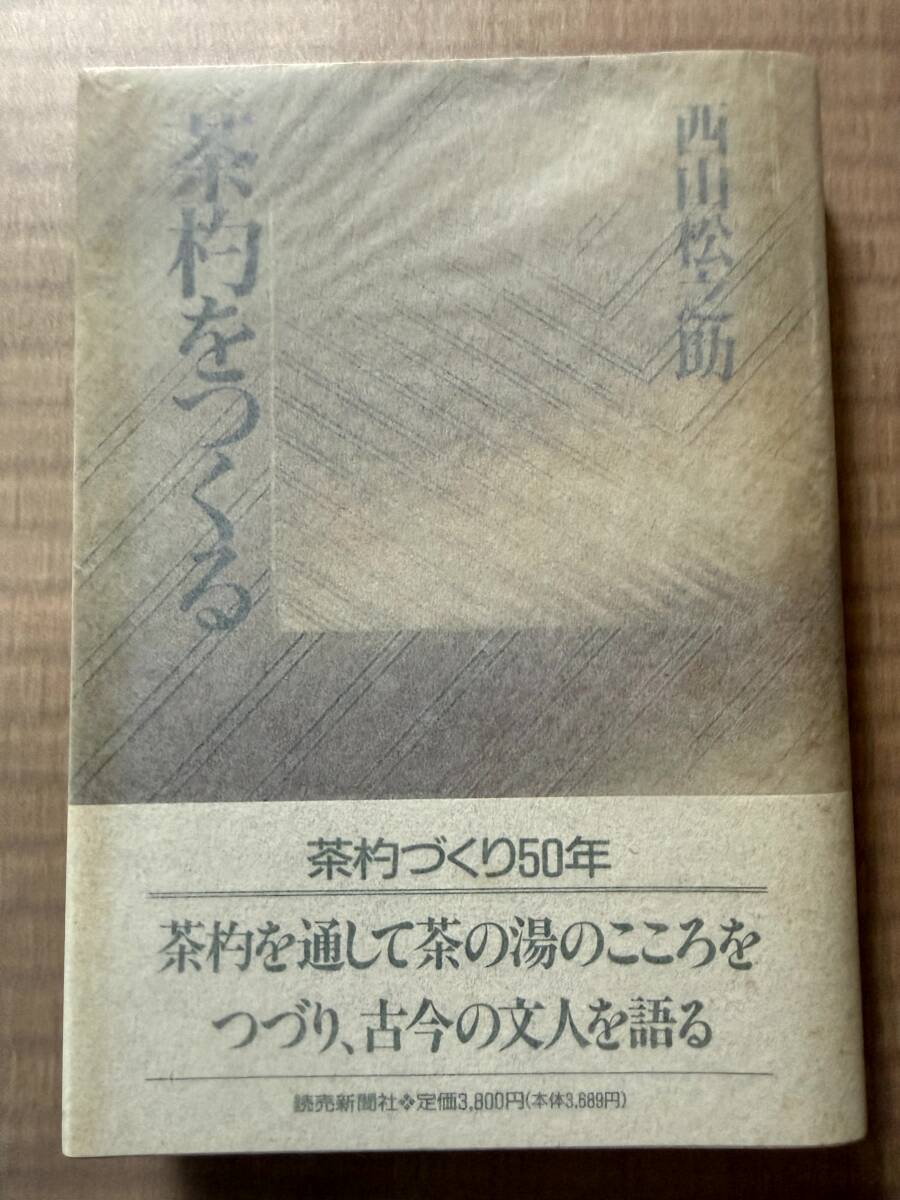 西山松之助
茶杓をつくる
茶杓づくり50年
茶杓を通して茶の湯のこころを
つづり、古今の文人を語る
読売新聞社❖定価3,800円(本体3,689円)